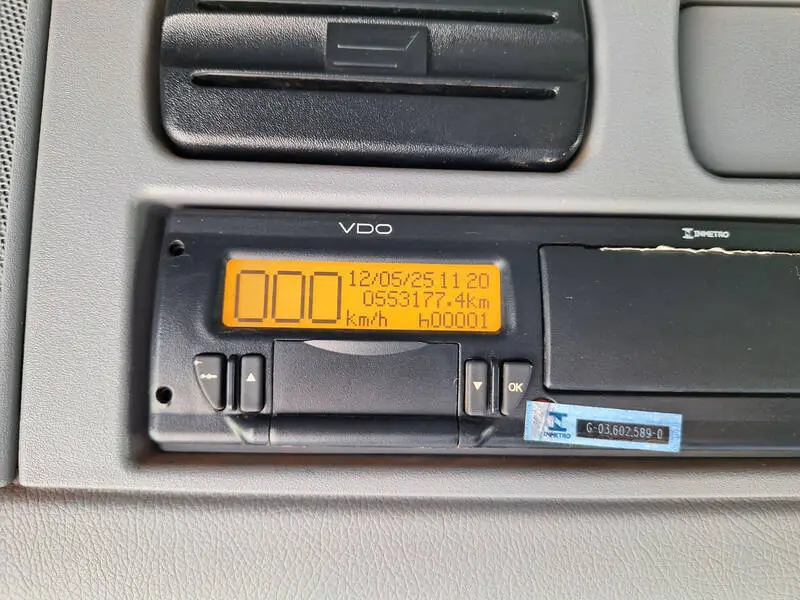 VDO
INMETRO
000 km/h
12/05/25 11 20
0553177.4km
h00001
OK
INMETRO
G-03.602.589-0